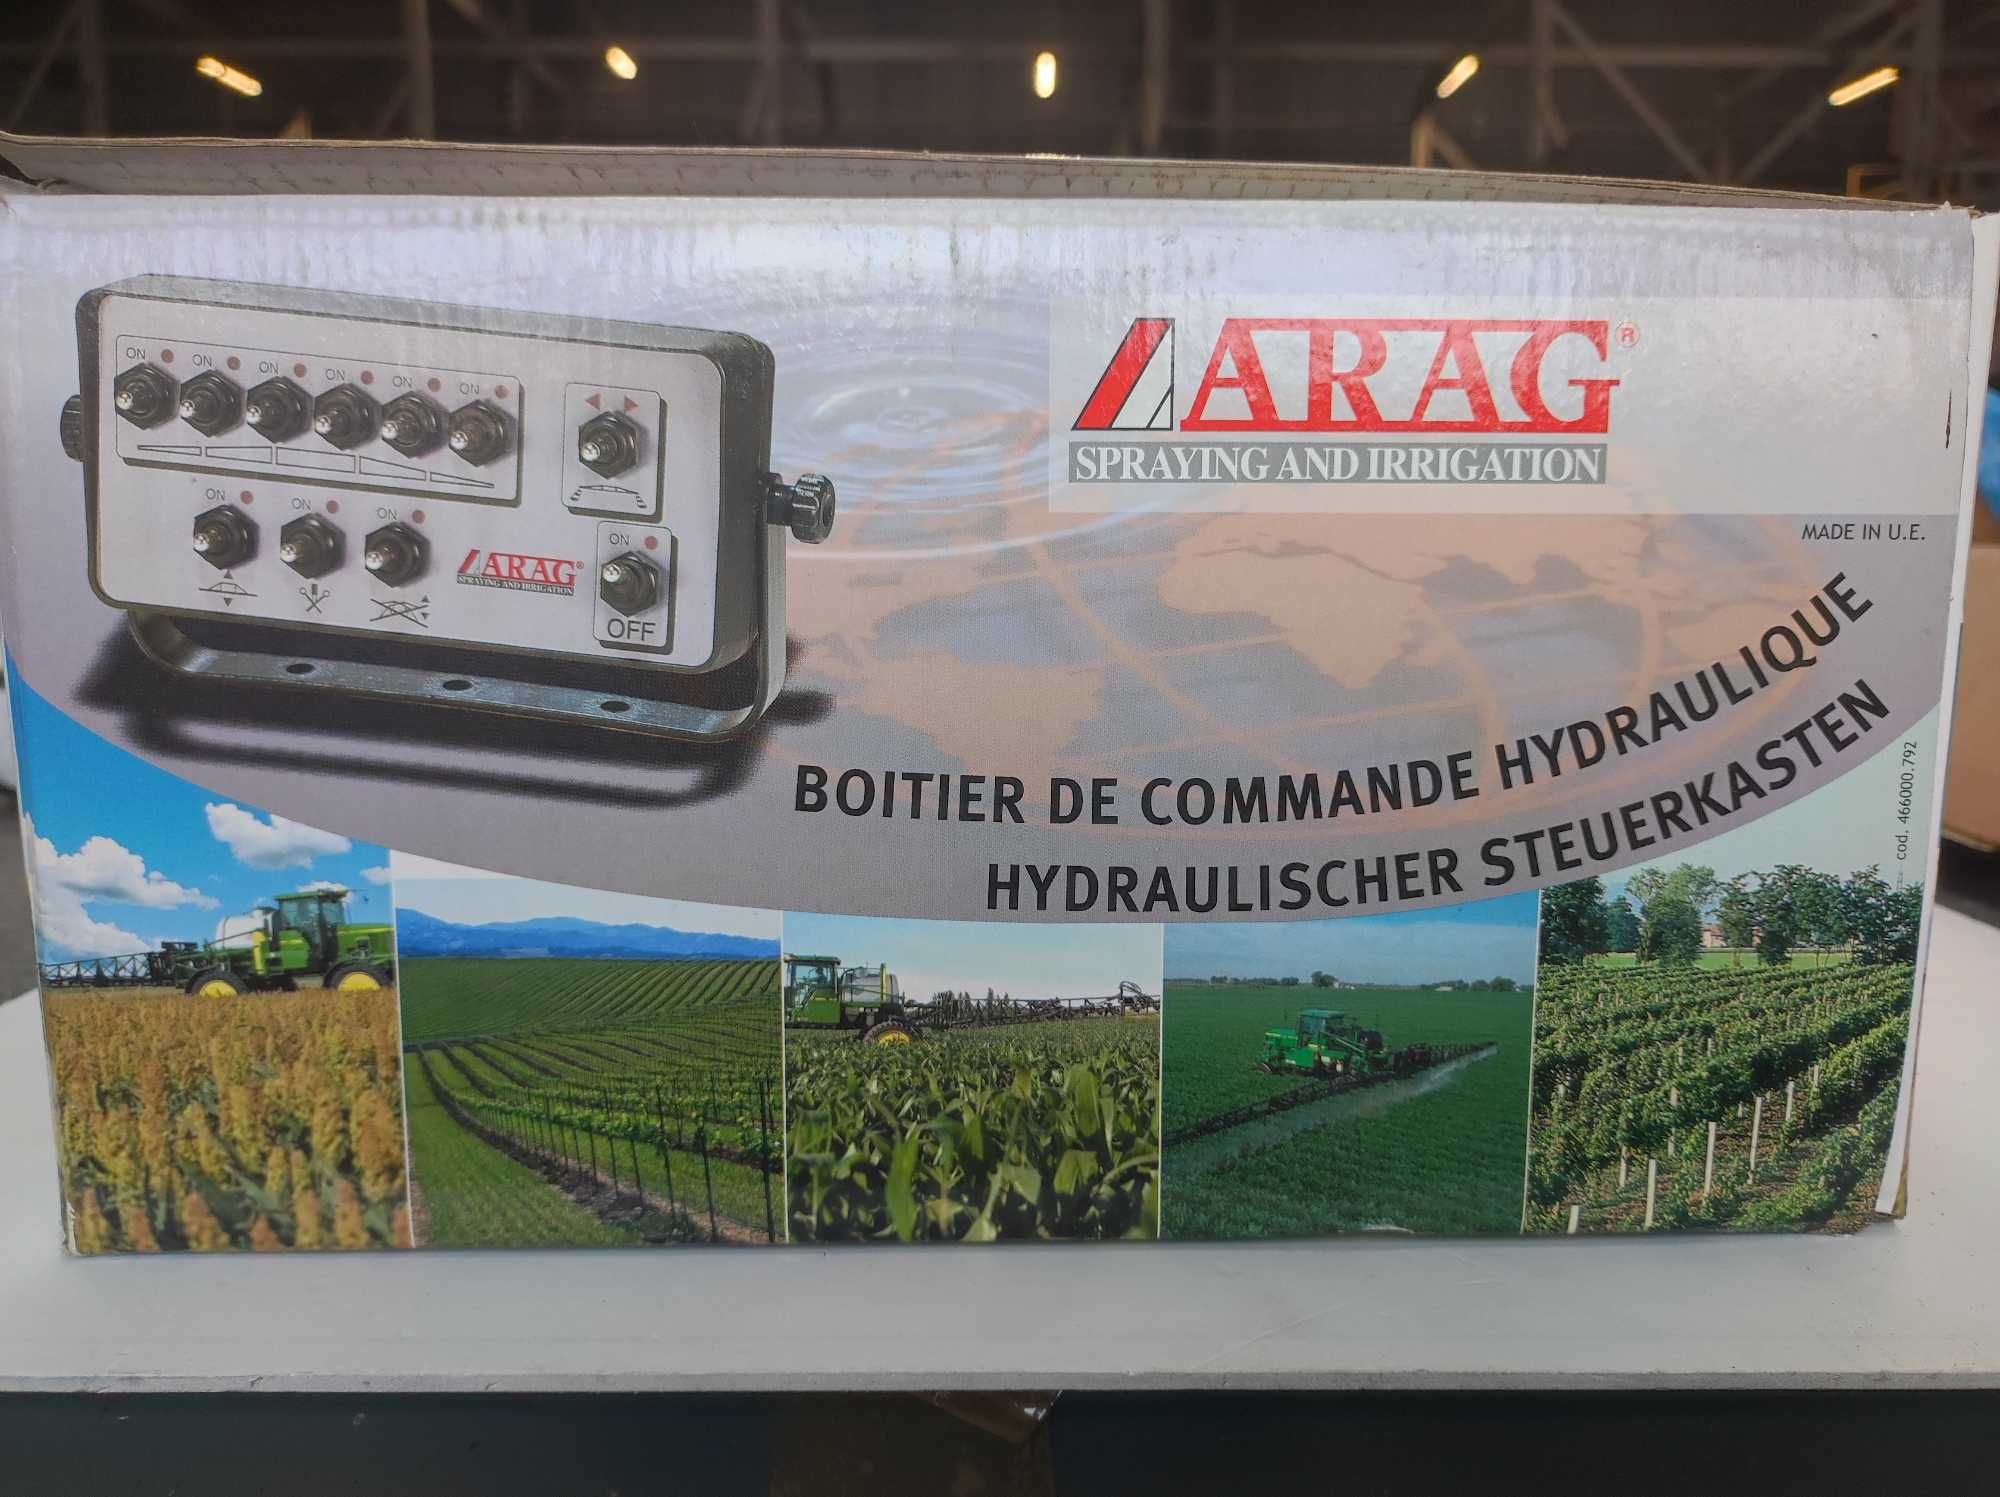 ON ON ON ON ON ON
ON ON ON
ARAG®
SPRAYING AND IRRIGATION
ON
OFF
ARAG®
SPRAYING AND IRRIGATION
MADE IN U.E.
BOITIER DE COMMANDE HYDRAULIQUE
HYDRAULISCHER STEUERKASTEN
cod. 466000.792